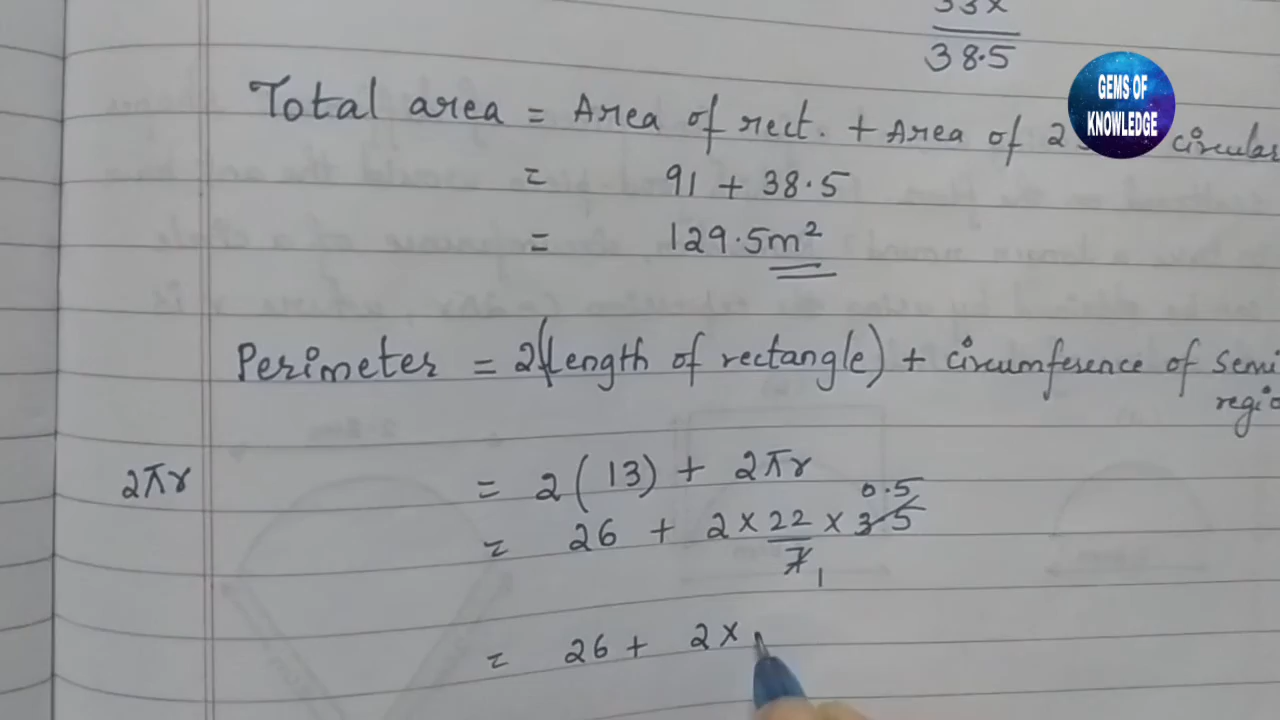 33x
38.5
GEMS OF
KNOWLEDGE
Total area = Area of rect. + Area of 2 circular
= 91 + 38.5
= 129.5m²
Perimeter = 2(Length of rectangle) + circumference of semi
regio
2πr
= 2 ( 13) + 2πr
0.5
= 26 + 2 × 22 × 3.5
7 1
= 26 + 2×